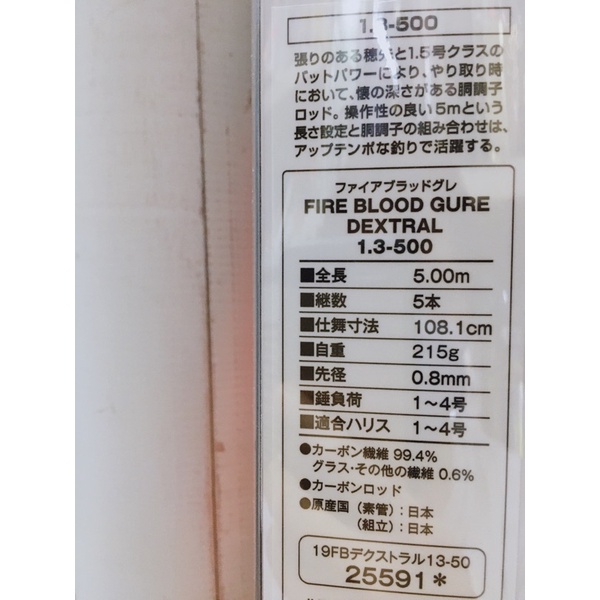 1.3-500
張りのある穂先と1.5号クラスの
バットパワーにより、やり取り時
において、懐の深さがある胴調子
ロッド。操作性の良い5mという
長さ設定と胴調子の組み合わせは、
アップテンポな釣りで活躍する。
ファイアブラッドグレ
FIRE BLOOD GURE
DEXTRAL
1.3-500
■全長 5.00m
■継数 5本
■仕舞寸法 108.1cm
■自重 215g
■先径 0.8mm
■錘負荷 1〜4号
■適合ハリス 1〜4号
●カーボン繊維 99.4%
グラス・その他の繊維 0.6%
●カーボンロッド
●原産国（素管）：日本
（組立）：日本
19FBデクストラル13-50
25591*